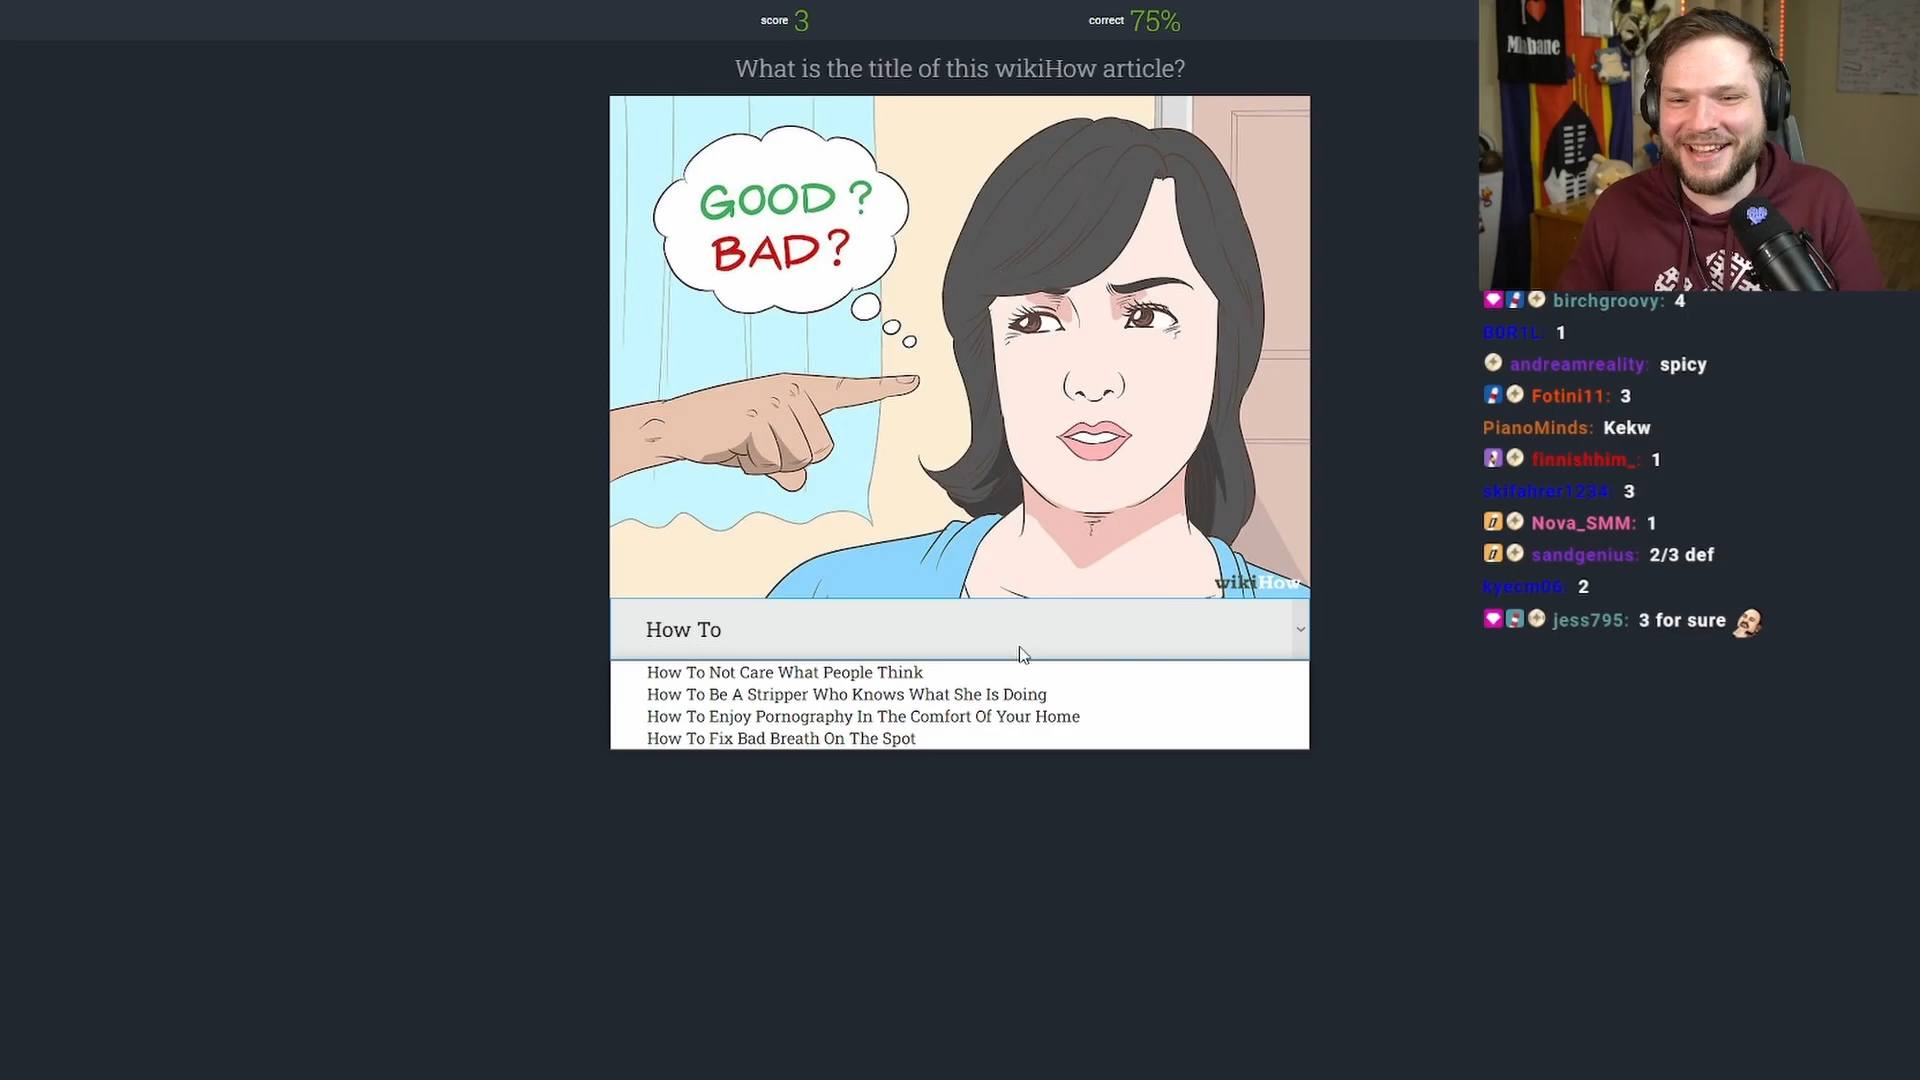 score 3
correct 75%
What is the title of this wikiHow article?
GOOD?
BAD?
wikiHow
How To
How To Not Care What People Think
How To Be A Stripper Who Knows What She Is Doing
How To Enjoy Pornography In The Comfort Of Your Home
How To Fix Bad Breath On The Spot
birchgroovy: 4
B0R1L: 1
andreamreality: spicy
Fotini11: 3
PianoMinds: Kekw
finnishhim_: 1
skifahrer1234: 3
Nova_SMM: 1
sandgenius: 2/3 def
kyecm06: 2
jess795: 3 for sure